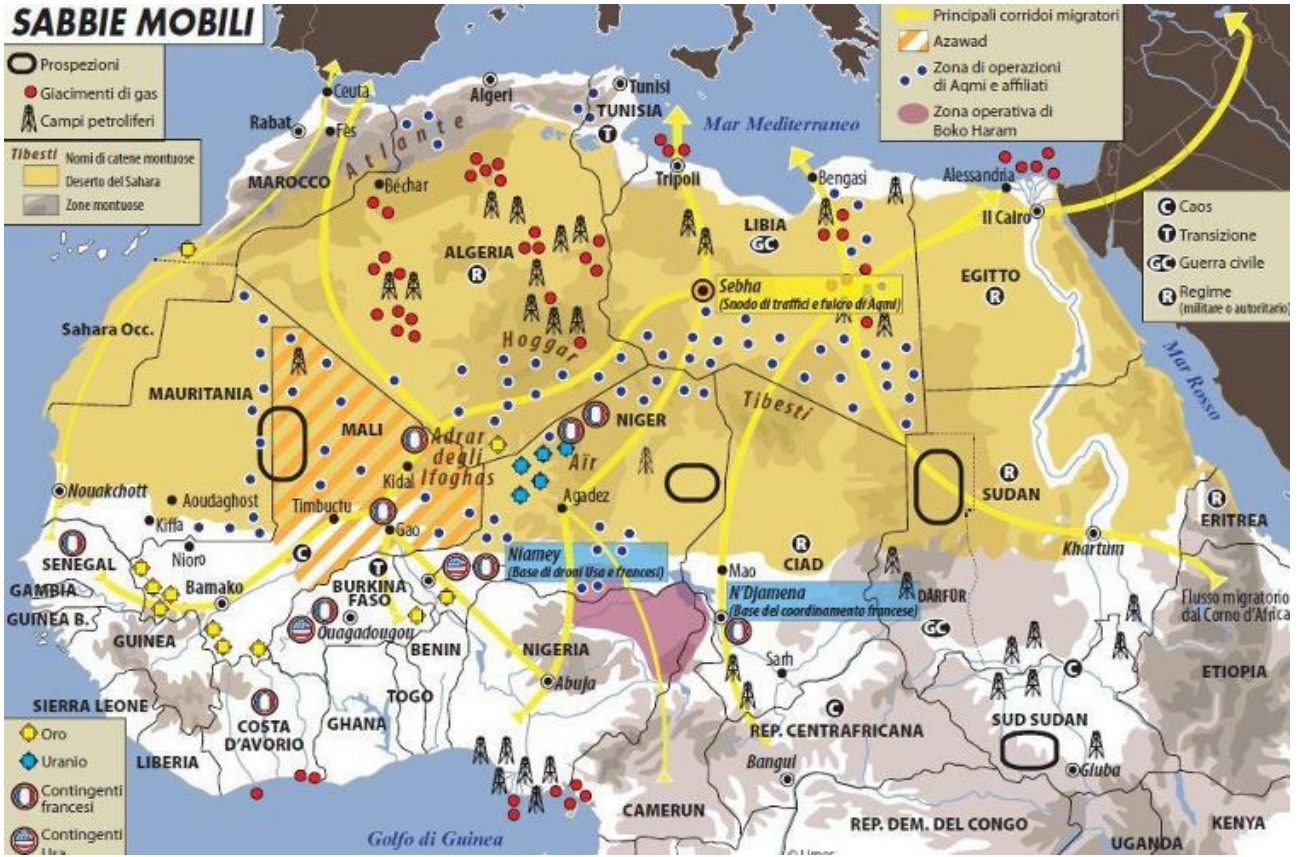 SABBIE MOBILI
Prospezioni
Giacimenti di gas
Campi petroliferi
Tibesti Nomi di catene montuose
Deserto del Sahara
Zone montuose
Principali corridoi migratori
Azawad
Zona di operazioni
di Aqmi e affiliati
Zona operativa di
Boko Haram
C Caos
T Transizione
GC Guerra civile
R Regime
(militare o autoritario)
Ceuta
Rabat
Fès
Algeri
Tunisi
TUNISIA
T
Atlante
MAROCCO
Béchar
Mar Mediterraneo
Tripoli
Bengasi
Alessandria
Il Cairo
ALGERIA
R
LIBIA
GC
EGITTO
R
Sebha
(Snodo di traffici e fulcro di Aqmi)
Mar Rosso
Sahara Occ.
Hoggar
MAURITANIA
MALI
Adrar
degli
Ifoghas
NIGER
Tibesti
Aïr
Kidal
Nouakchott
Aoudaghost
Kiffa
Nioro
Timbuctu
Gao
Agadez
SUDAN
R
ERITREA
R
Khartum
SENEGAL
GAMBIA
GUINEA B.
Bamako
C
BURKINA
FASO
T
Niamey
(Base di droni Usa e francesi)
CIAD
R
Mao
N'Djamena
(Base del coordinamento francese)
DÄRFÜR
GC
Flusso migratorio
dal Corno d'Africa
GUINEA
Ouagadougou
BENIN
NIGERIA
Abuja
Sarh
ETIOPIA
SIERRA LEONE
LIBERIA
COSTA
D'AVORIO
GHANA
TOGO
REP. CENTRAFRICANA
C
Bangui
SUD SUDAN
C
Giuba
CAMERUN
REP. DEM. DEL CONGO
UGANDA
KENYA
Golfo di Guinea
Oro
Uranio
Contingenti
francesi
Contingenti
Usa
© Limes